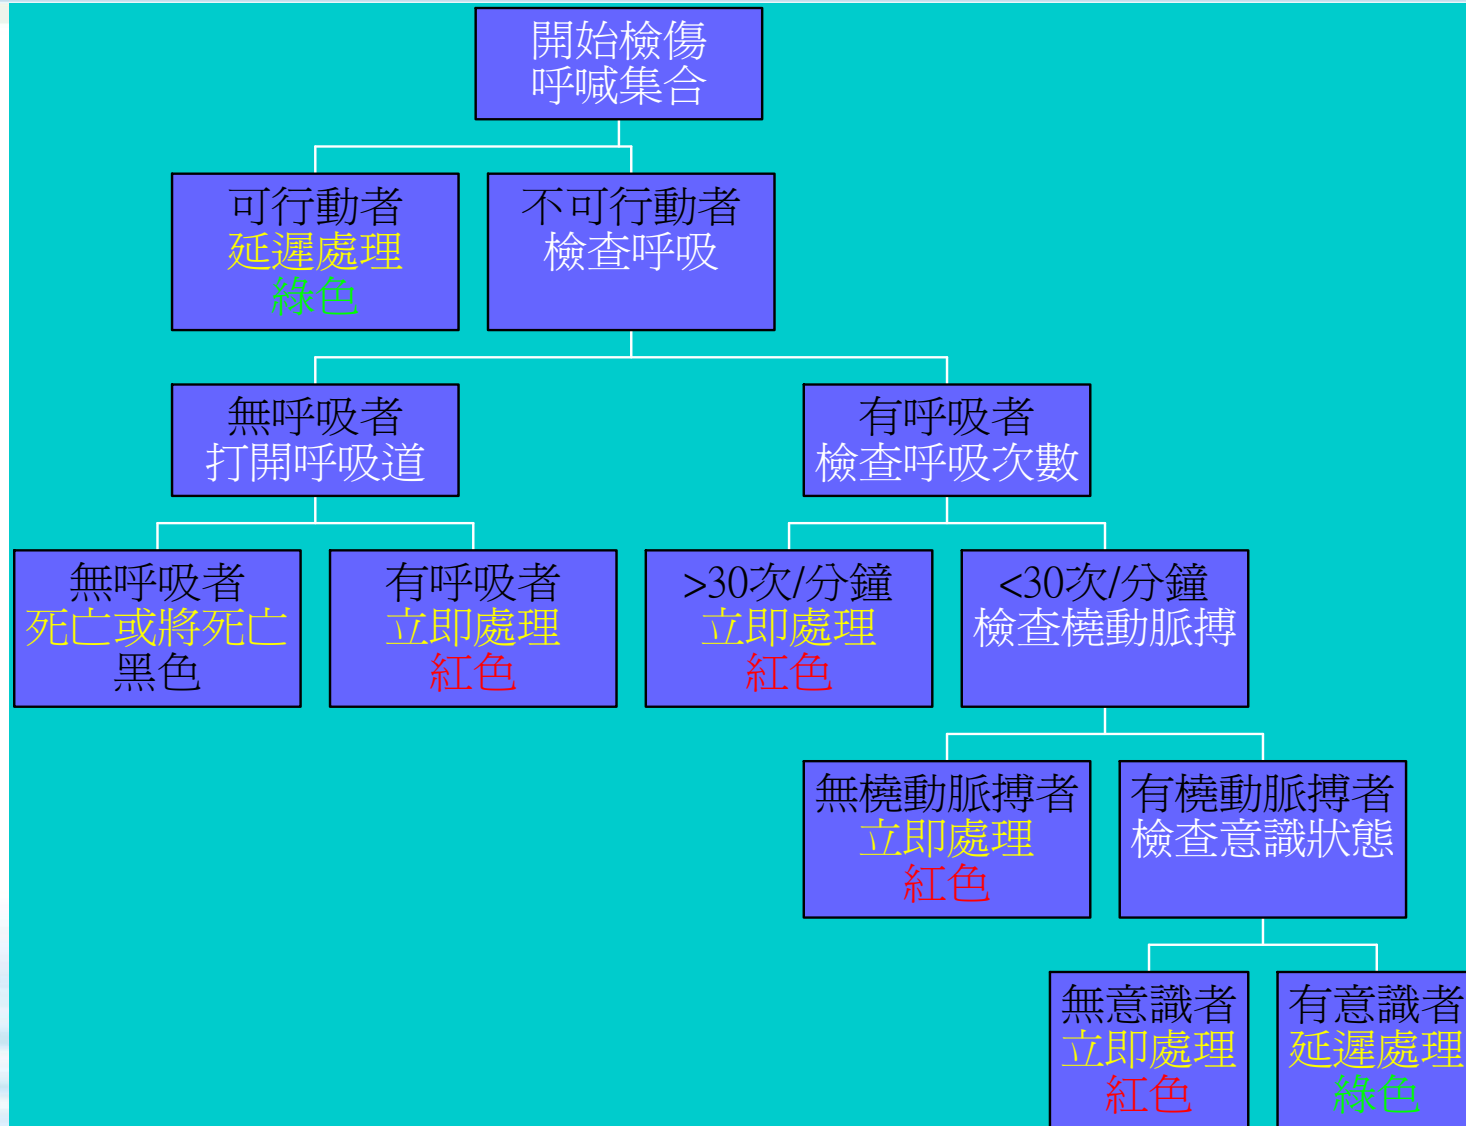 開始檢傷
呼喊集合
可行動者
延遲處理
綠色
不可行動者
檢查呼吸
無呼吸者
打開呼吸道
有呼吸者
檢查呼吸次數
無呼吸者
死亡或將死亡
黑色
有呼吸者
立即處理
紅色
>30次/分鐘
立即處理
紅色
<30次/分鐘
檢查橈動脈搏
無橈動脈搏者
立即處理
紅色
有橈動脈搏者
檢查意識狀態
無意識者
立即處理
紅色
有意識者
延遲處理
綠色